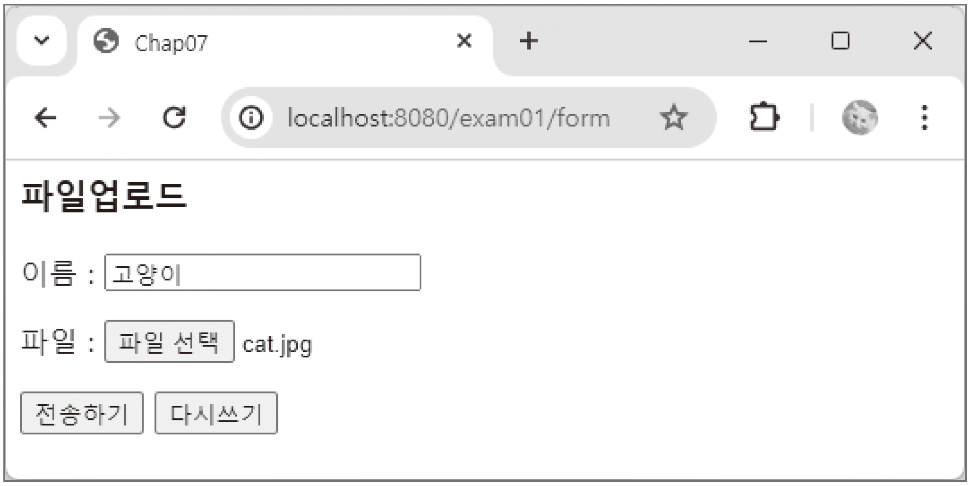 Chap07
localhost:8080/exam01/form
파일업로드
이름 : 고양이
파일 : 파일 선택 cat.jpg
전송하기 다시쓰기